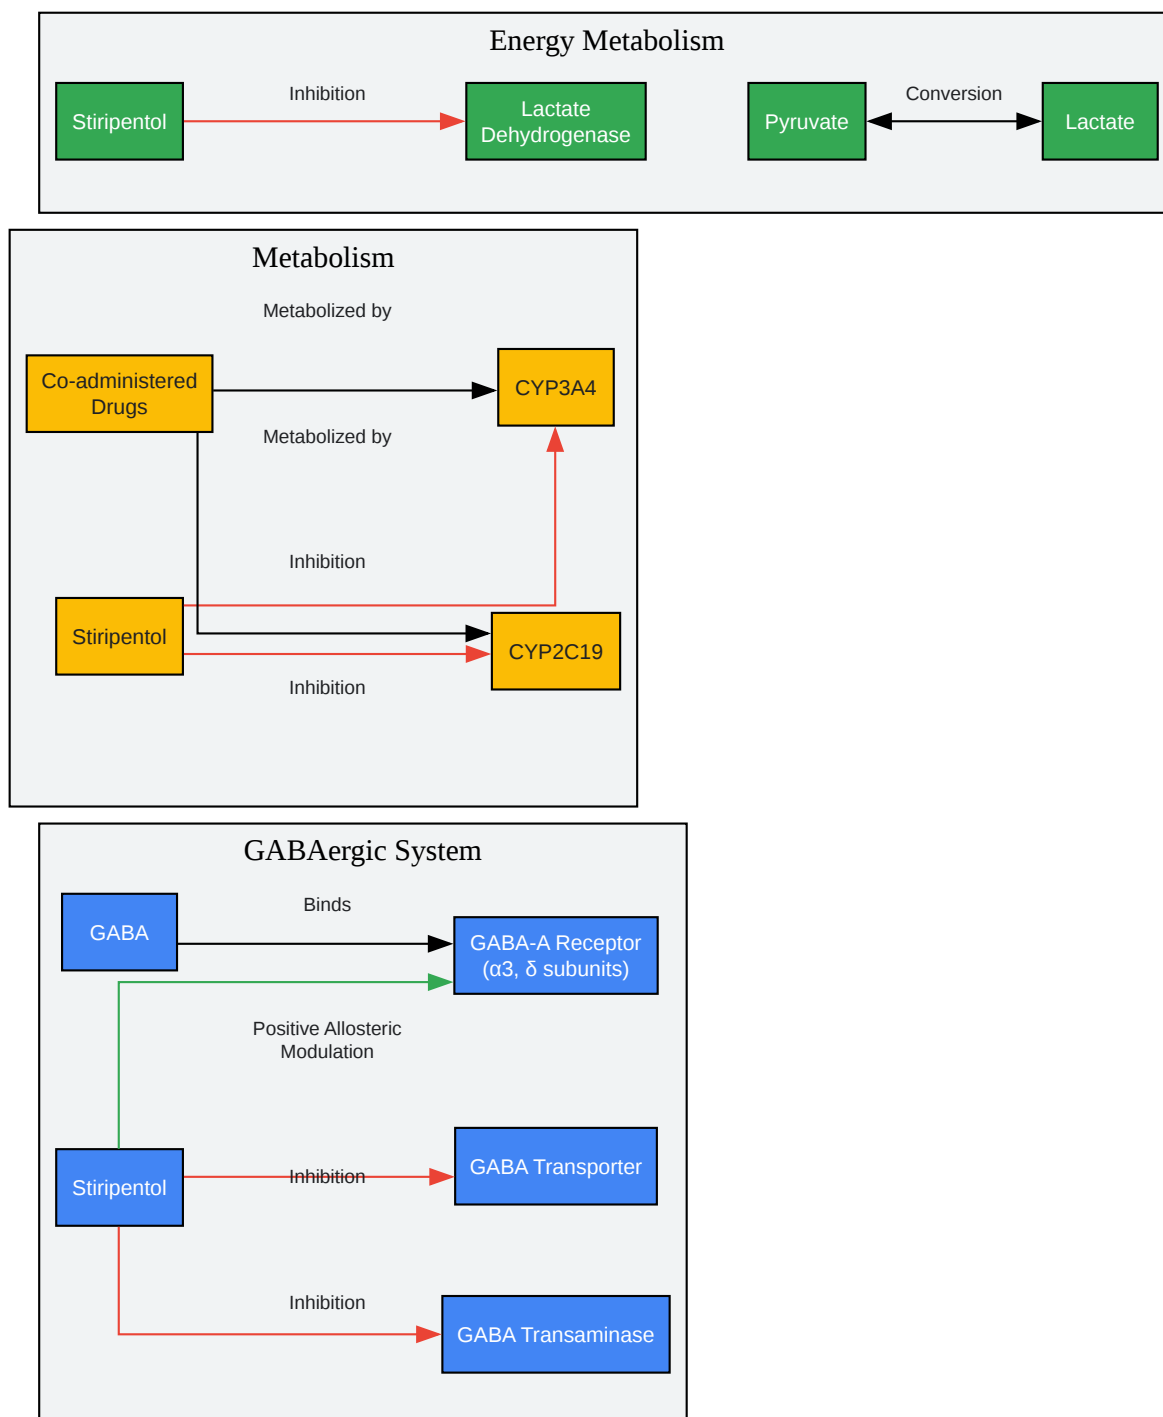 Energy Metabolism
Inhibition
Conversion
Stiripentol
Lactate
Dehydrogenase
Pyruvate
Lactate
Metabolism
Metabolized by
Co-administered
Drugs
CYP3A4
Metabolized by
Inhibition
Stiripentol
CYP2C19
Inhibition
GABAergic System
Binds
GABA
GABA-A Receptor
(α3, δ subunits)
Positive Allosteric
Modulation
Stiripentol
Inhibition
GABA Transporter
Inhibition
GABA Transaminase